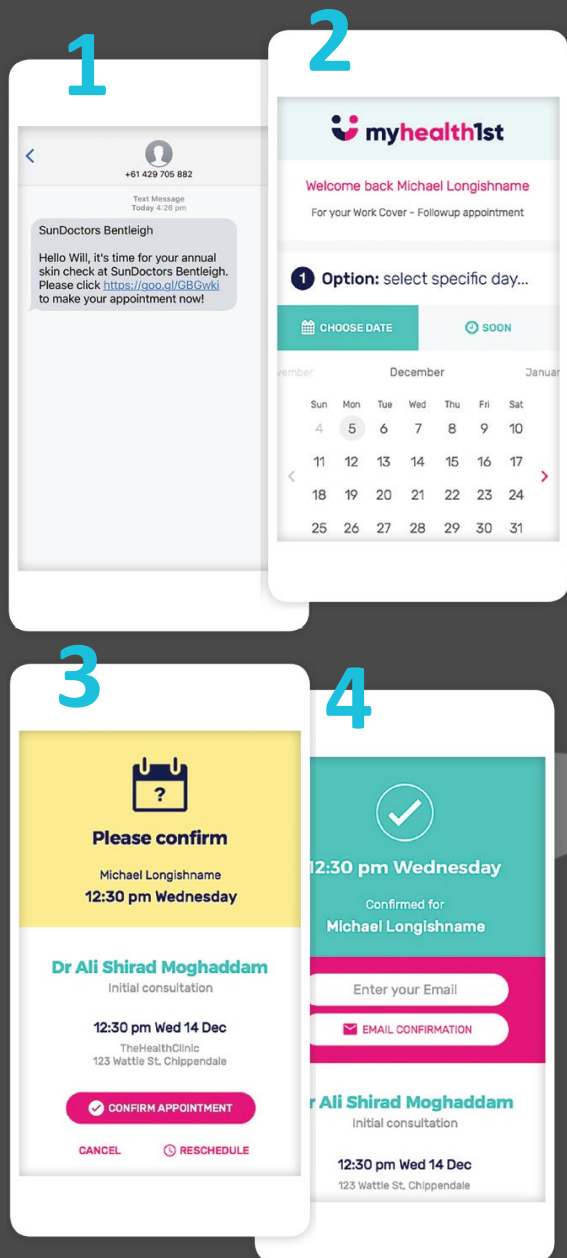 1
+61 429 705 882
Text Message
Today 4:26 pm
SunDoctors Bentleigh
Hello Will, it's time for your annual
skin check at SunDoctors Bentleigh.
Please click https://goo.gl/GBGwki
to make your appointment now!
2
myhealth1st
Welcome back Michael Longishname
For your Work Cover - Followup appointment
1 Option: select specific day...
CHOOSE DATE SOON
vember December Januar
Sun Mon Tue Wed Thu Fri Sat
4 5 6 7 8 9 10
11 12 13 14 15 16 17
18 19 20 21 22 23 24
25 26 27 28 29 30 31
3
?
Please confirm
Michael Longishname
12:30 pm Wednesday
Dr Ali Shirad Moghaddam
Initial consultation
12:30 pm Wed 14 Dec
TheHealthClinic
123 Wattle St, Chippendale
CONFIRM APPOINTMENT
CANCEL RESCHEDULE
4
12:30 pm Wednesday
Confirmed for
Michael Longishname
Enter your Email
EMAIL CONFIRMATION
r Ali Shirad Moghaddam
Initial consultation
12:30 pm Wed 14 Dec
123 Wattle St, Chippendale